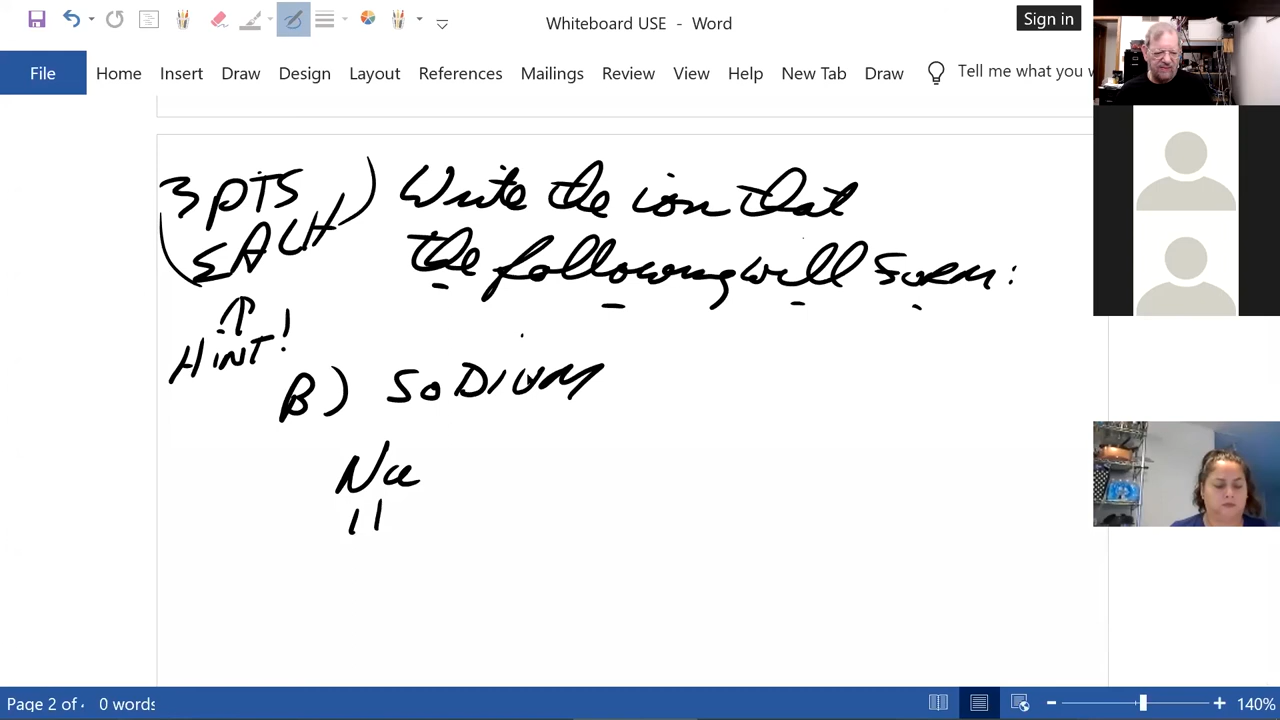 Whiteboard USE - Word
Sign in
File Home Insert Draw Design Layout References Mailings Review View Help New Tab Draw Tell me what you
(3 PTS EACH) Write the ion that
the following will FORM:
↑
HINT!
B) SODIUM
Na
11
Page 2 of 0 words 140%